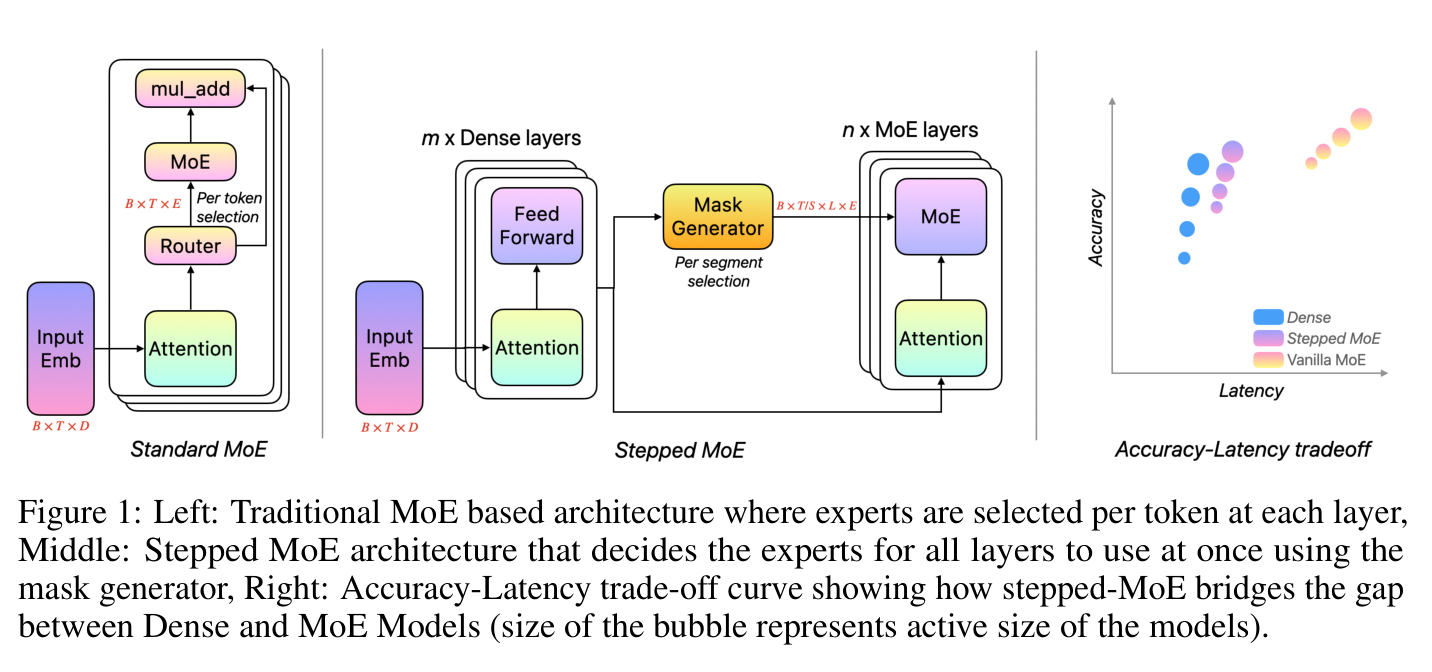 mul_add
MoE
B × T × E
Per token
selection
Router
Input
Emb
Attention
B × T × D
Standard MoE
m x Dense layers
Feed
Forward
Input
Emb
Attention
B × T × D
Mask
Generator
Per segment
selection
B × T/S × L × E
n x MoE layers
MoE
Attention
Stepped MoE
Accuracy
Dense
Stepped MoE
Vanilla MoE
Latency
Accuracy-Latency tradeoff
Figure 1: Left: Traditional MoE based architecture where experts are selected per token at each layer,
Middle: Stepped MoE architecture that decides the experts for all layers to use at once using the
mask generator, Right: Accuracy-Latency trade-off curve showing how stepped-MoE bridges the gap
between Dense and MoE Models (size of the bubble represents active size of the models).